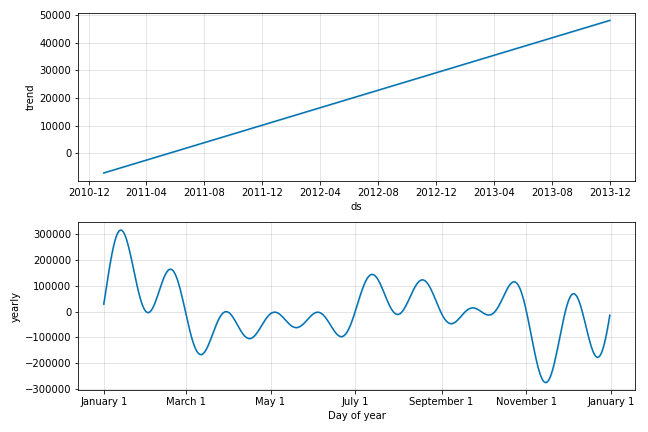 50000
40000
30000
20000
10000
0
trend
2010-12 2011-04 2011-08 2011-12 2012-04 2012-08 2012-12 2013-04 2013-08 2013-12
ds
300000
200000
100000
0
−100000
−200000
−300000
yearly
January 1 March 1 May 1 July 1 September 1 November 1 January 1
Day of year